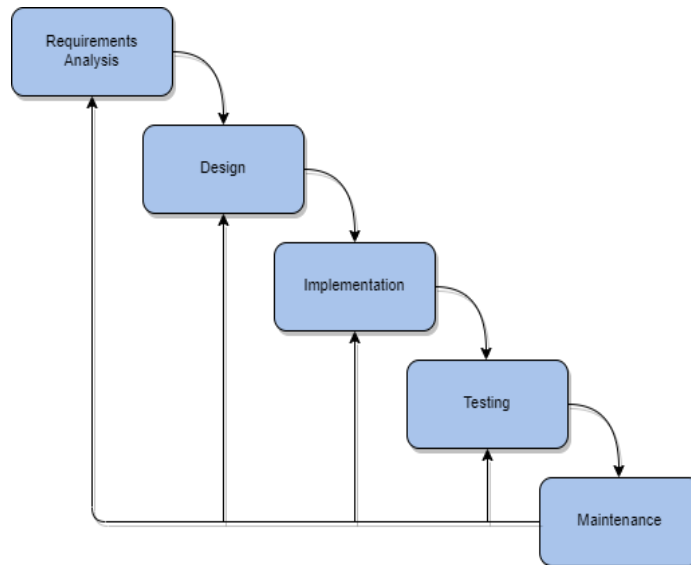 Requirements
Analysis
Design
Implementation
Testing
Maintenance